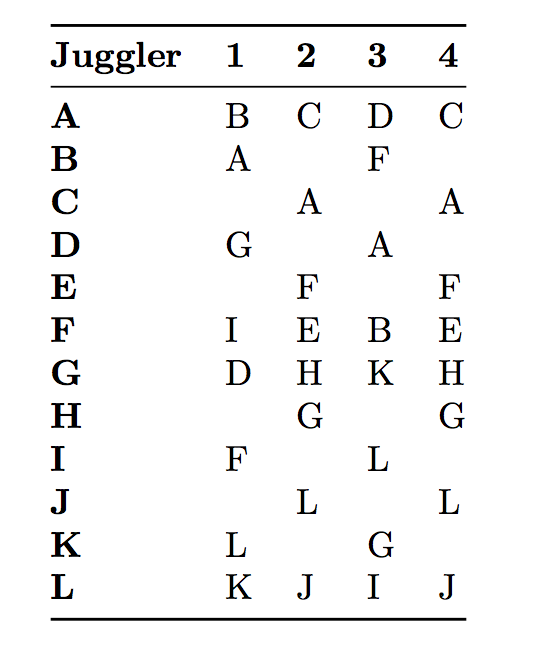 Juggler 1 2 3 4
A B C D C
B A F
C A A
D G A
E F F
F I E B E
G D H K H
H G G
I F L
J L L
K L G
L K J I J